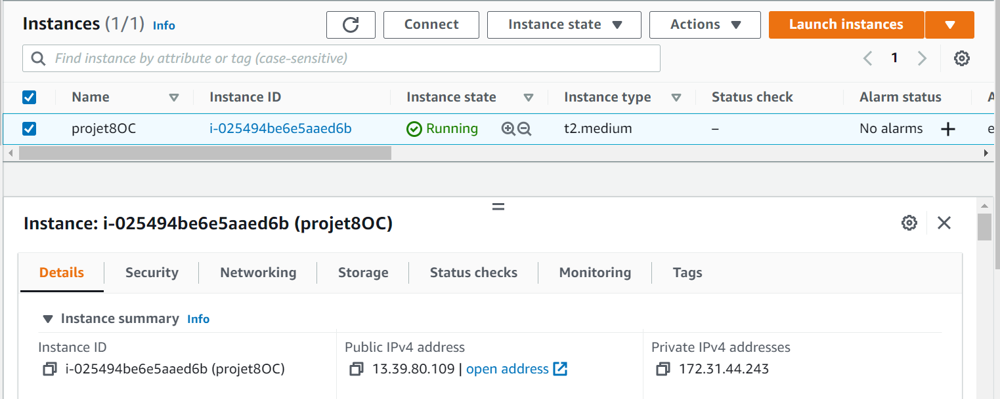 Instances (1/1) Info Connect Instance state Actions Launch instances
Find instance by attribute or tag (case-sensitive) 1
Name Instance ID Instance state Instance type Status check Alarm status A
projet8OC i-025494be6e5aaed6b Running t2.medium – No alarms + e
Instance: i-025494be6e5aaed6b (projet8OC)
Details Security Networking Storage Status checks Monitoring Tags
Instance summary Info
Instance ID Public IPv4 address Private IPv4 addresses
i-025494be6e5aaed6b (projet8OC) 13.39.80.109 | open address 172.31.44.243